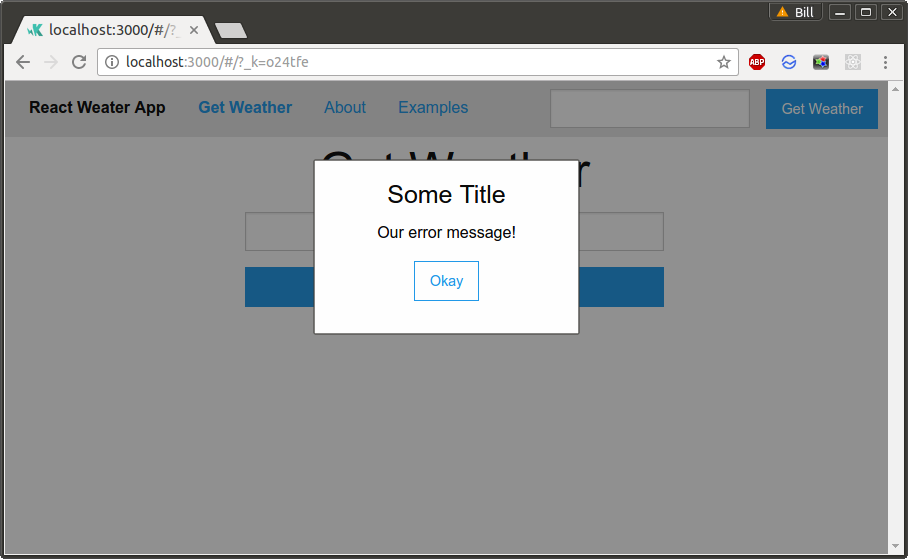 Bill
localhost:3000/#/?_
localhost:3000/#/?_k=o24tfe
ABP
React Weater App Get Weather About Examples Get Weather
Get Weather
Some Title
Our error message!
Okay